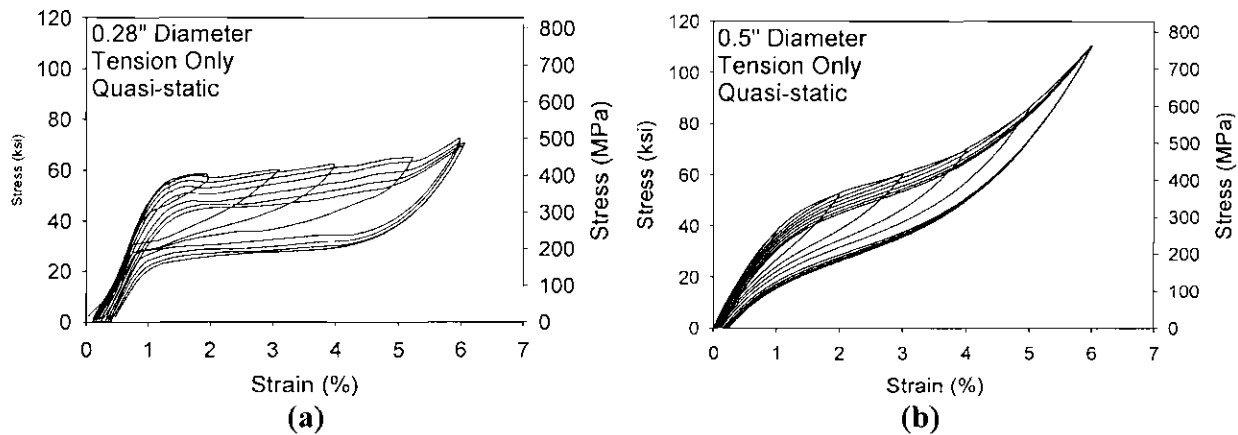 0.28" Diameter
Tension Only
Quasi-static
120
100
80
60
40
20
0
Stress (ksi)
800
700
600
500
400
300
200
100
0
Stress (MPa)
0 1 2 3 4 5 6 7
Strain (%)
(a)
0.5" Diameter
Tension Only
Quasi-static
120
100
80
60
40
20
0
Stress (ksi)
800
700
600
500
400
300
200
100
0
Stress (MPa)
0 1 2 3 4 5 6 7
Strain (%)
(b)